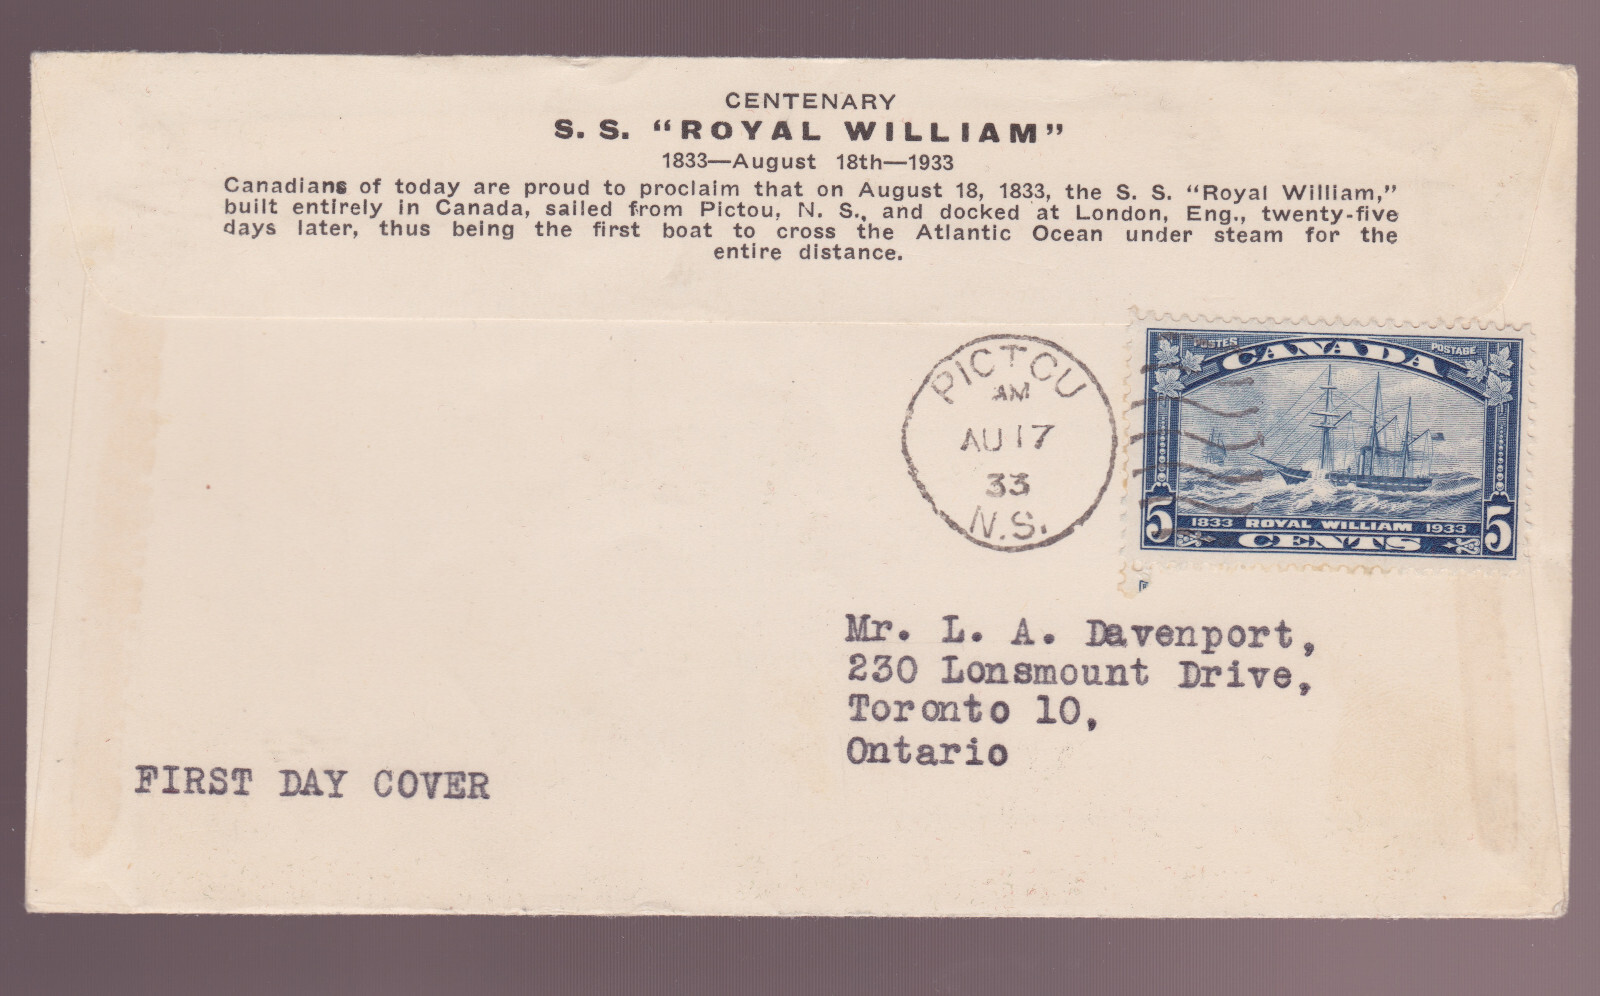 CENTENARY
S. S. “ROYAL WILLIAM”
1833—August 18th—1933
Canadians of today are proud to proclaim that on August 18, 1833, the S. S. “Royal William,”
built entirely in Canada, sailed from Pictou, N. S., and docked at London, Eng., twenty-five
days later, thus being the first boat to cross the Atlantic Ocean under steam for the
entire distance.
PICTOU
AM
AU 17
33
N.S.
POSTES CANADA POSTAGE
5 1833 ROYAL WILLIAM 1933 5
CENTS
Mr. L. A. Davenport,
230 Lonsmount Drive,
Toronto 10,
Ontario
FIRST DAY COVER